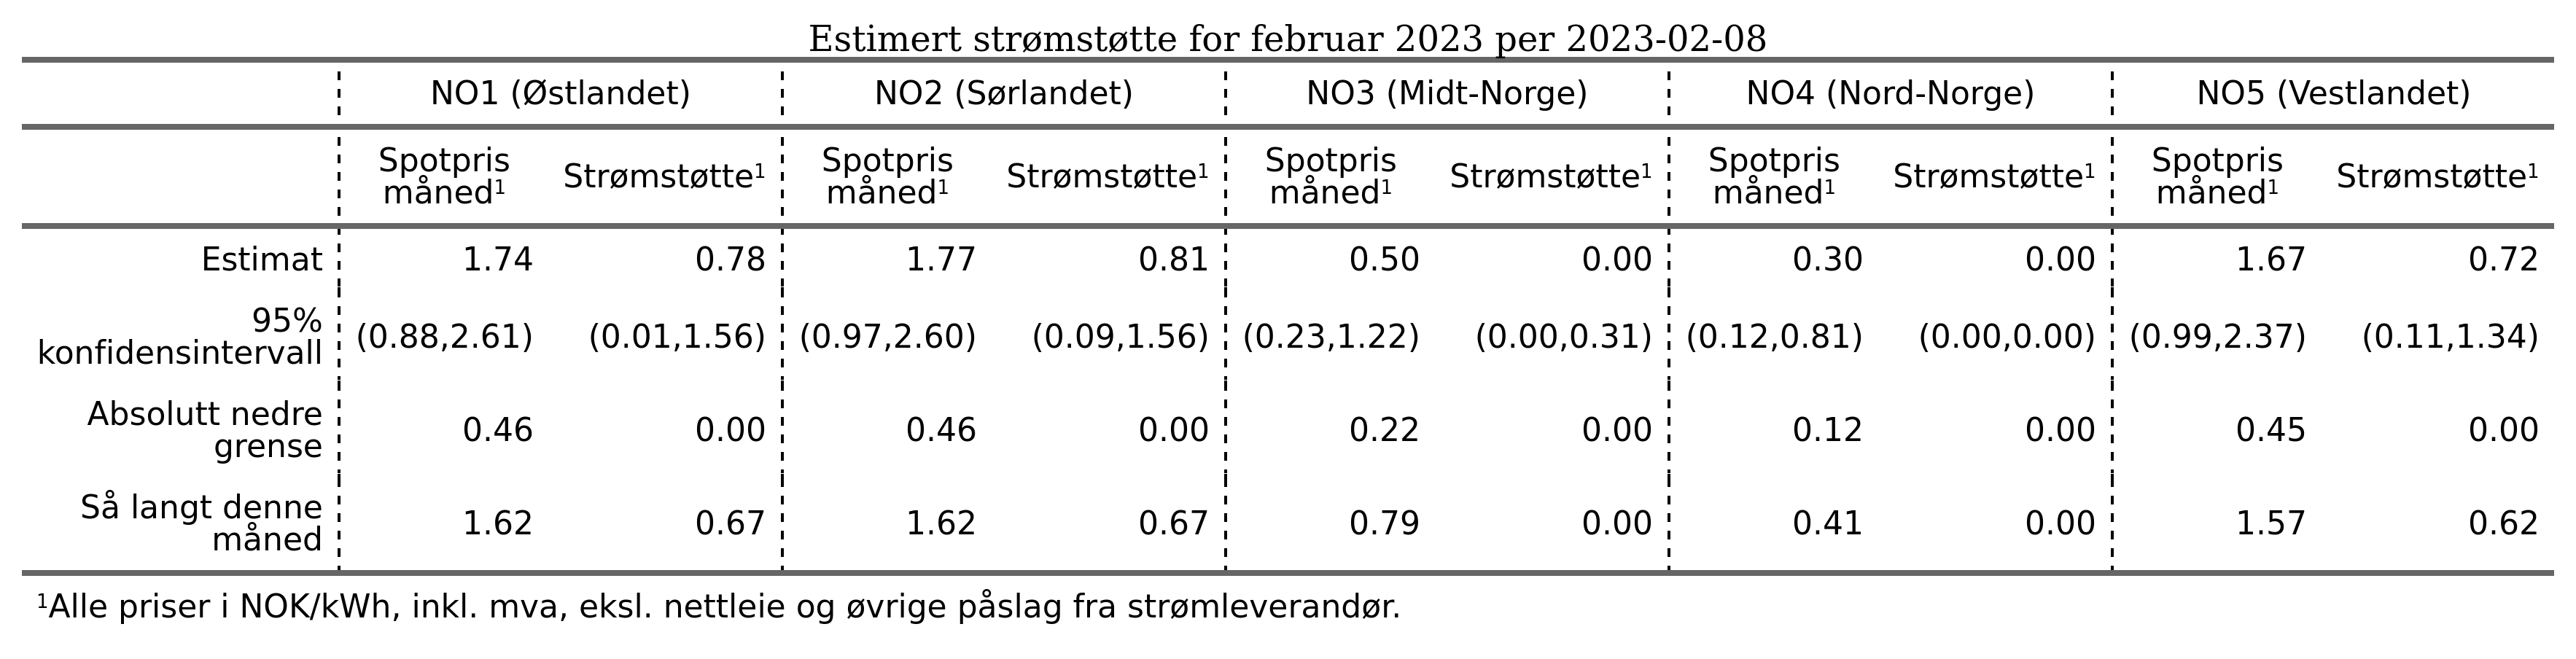 Estimert strømstøtte for februar 2023 per 2023-02-08
NO1 (Østlandet) NO2 (Sørlandet) NO3 (Midt-Norge) NO4 (Nord-Norge) NO5 (Vestlandet)
Spotpris måned¹ Strømstøtte¹ Spotpris måned¹ Strømstøtte¹ Spotpris måned¹ Strømstøtte¹ Spotpris måned¹ Strømstøtte¹ Spotpris måned¹ Strømstøtte¹
Estimat 1.74 0.78 1.77 0.81 0.50 0.00 0.30 0.00 1.67 0.72
95% konfidensintervall (0.88,2.61) (0.01,1.56) (0.97,2.60) (0.09,1.56) (0.23,1.22) (0.00,0.31) (0.12,0.81) (0.00,0.00) (0.99,2.37) (0.11,1.34)
Absolutt nedre grense 0.46 0.00 0.46 0.00 0.22 0.00 0.12 0.00 0.45 0.00
Så langt denne måned 1.62 0.67 1.62 0.67 0.79 0.00 0.41 0.00 1.57 0.62
¹Alle priser i NOK/kWh, inkl. mva, eksl. nettleie og øvrige påslag fra strømleverandør.